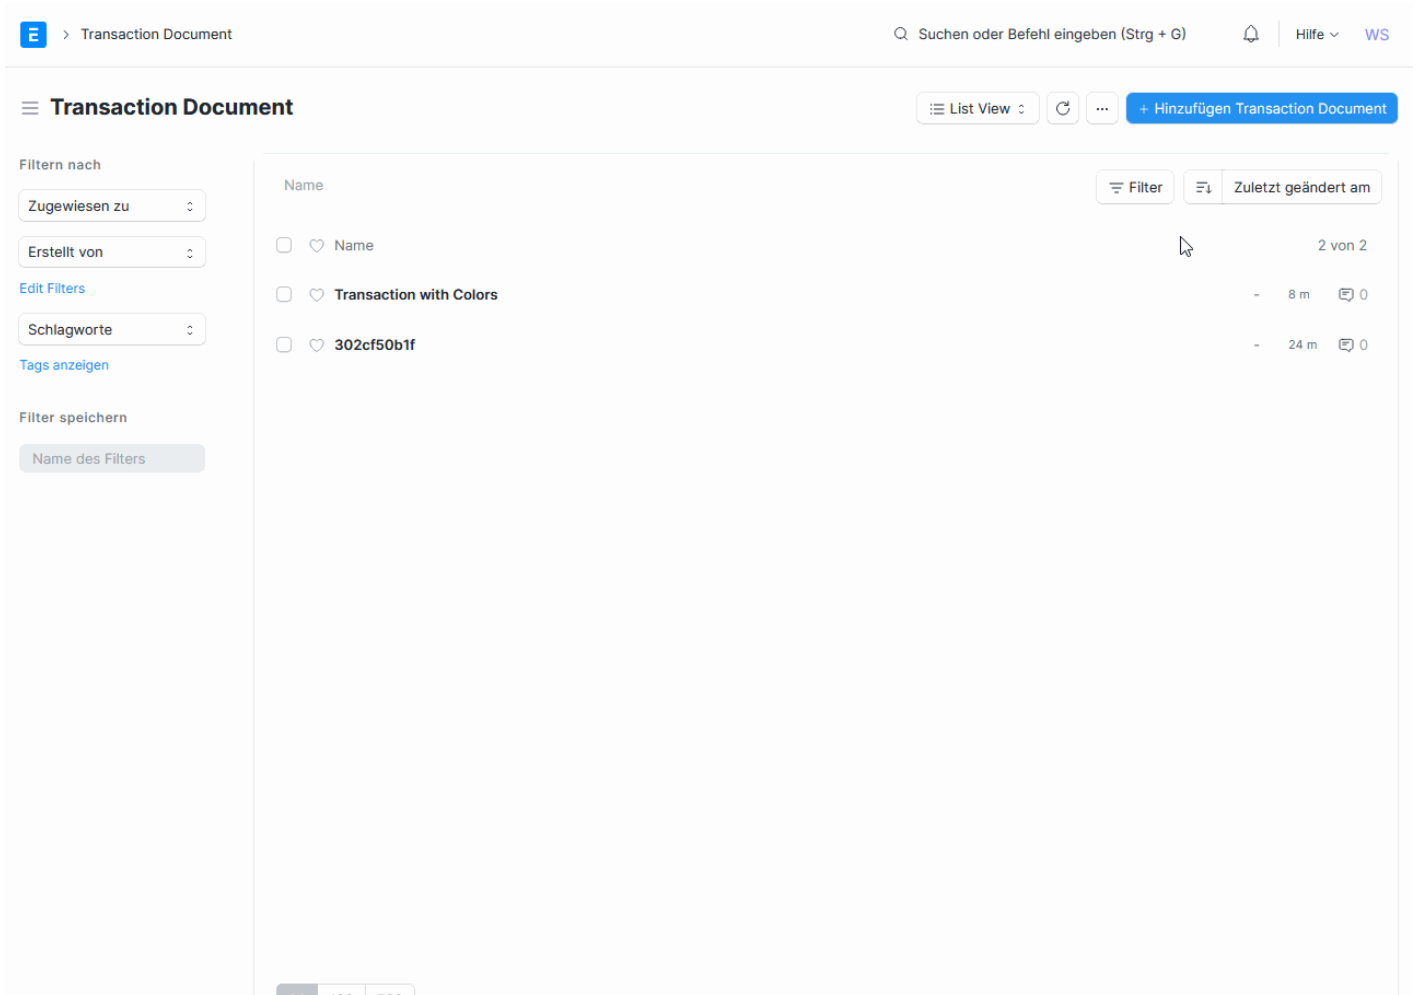 E > Transaction Document
Suchen oder Befehl eingeben (Strg + G)
Hilfe
WS
Transaction Document
List View
...
+ Hinzufügen Transaction Document
Filtern nach
Zugewiesen zu
Erstellt von
Edit Filters
Schlagworte
Tags anzeigen
Filter speichern
Name des Filters
Name
Filter
Zuletzt geändert am
Name
2 von 2
Transaction with Colors
- 8 m 0
302cf50b1f
- 24 m 0